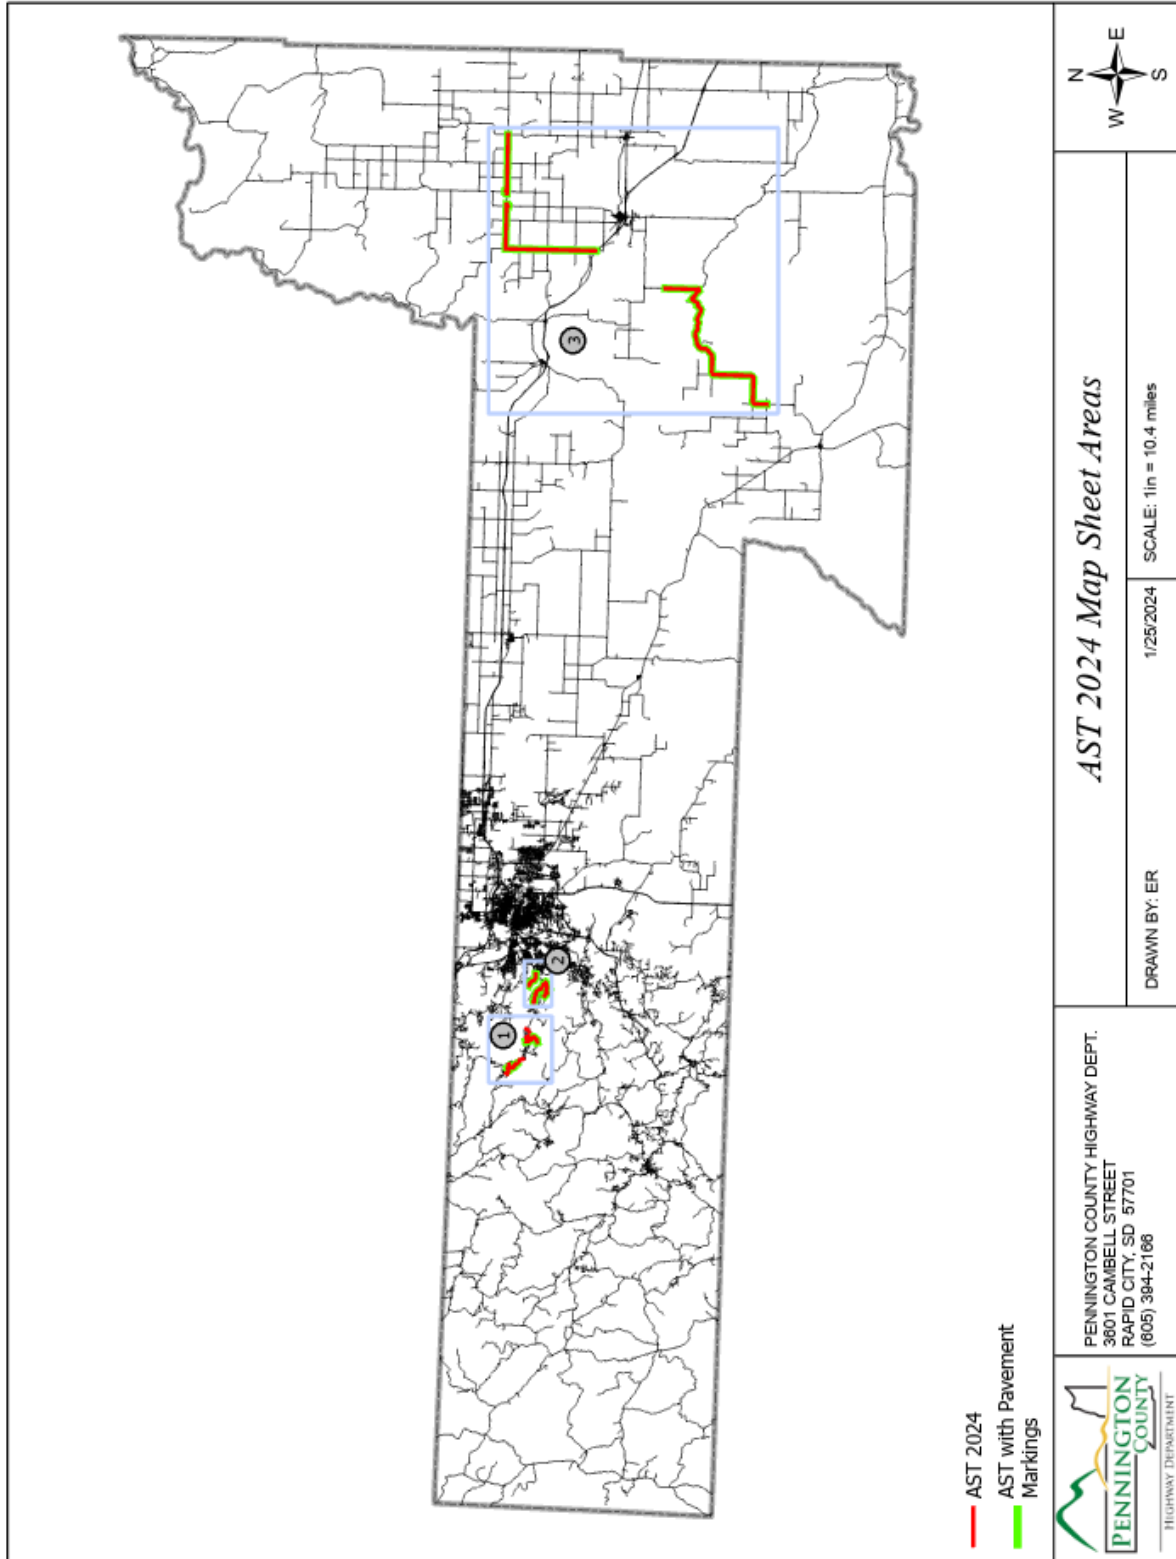 1
2
3
AST 2024
AST with Pavement
Markings
PENNINGTON
COUNTY
HIGHWAY DEPARTMENT
PENNINGTON COUNTY HIGHWAY DEPT.
3601 CAMBELL STREET
RAPID CITY, SD 57701
(605) 394-2166
AST 2024 Map Sheet Areas
DRAWN BY: ER
1/25/2024
SCALE: 1in = 10.4 miles
N
W E
S